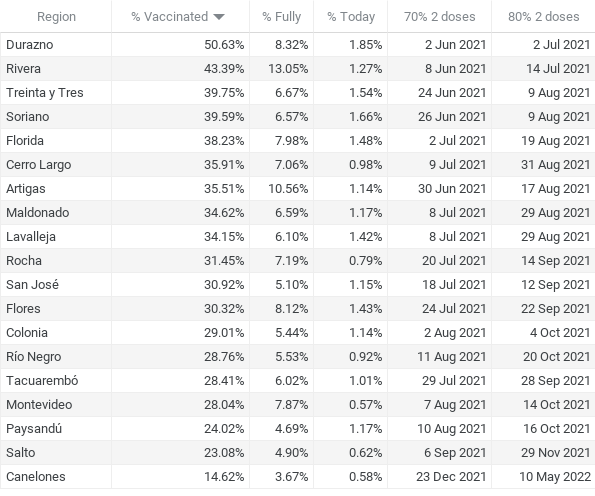 Region % Vaccinated % Fully % Today 70% 2 doses 80% 2 doses
Durazno 50.63% 8.32% 1.85% 2 Jun 2021 2 Jul 2021
Rivera 43.39% 13.05% 1.27% 8 Jun 2021 14 Jul 2021
Treinta y Tres 39.75% 6.67% 1.54% 24 Jun 2021 9 Aug 2021
Soriano 39.59% 6.57% 1.66% 26 Jun 2021 9 Aug 2021
Florida 38.23% 7.98% 1.48% 2 Jul 2021 19 Aug 2021
Cerro Largo 35.91% 7.06% 0.98% 9 Jul 2021 31 Aug 2021
Artigas 35.51% 10.56% 1.14% 30 Jun 2021 17 Aug 2021
Maldonado 34.62% 6.59% 1.17% 8 Jul 2021 29 Aug 2021
Lavalleja 34.15% 6.10% 1.42% 8 Jul 2021 29 Aug 2021
Rocha 31.45% 7.19% 0.79% 20 Jul 2021 14 Sep 2021
San José 30.92% 5.10% 1.15% 18 Jul 2021 12 Sep 2021
Flores 30.32% 8.12% 1.43% 24 Jul 2021 22 Sep 2021
Colonia 29.01% 5.44% 1.14% 2 Aug 2021 4 Oct 2021
Río Negro 28.76% 5.53% 0.92% 11 Aug 2021 20 Oct 2021
Tacuarembó 28.41% 6.02% 1.01% 29 Jul 2021 28 Sep 2021
Montevideo 28.04% 7.87% 0.57% 7 Aug 2021 14 Oct 2021
Paysandú 24.02% 4.69% 1.17% 10 Aug 2021 16 Oct 2021
Salto 23.08% 4.90% 0.62% 6 Sep 2021 29 Nov 2021
Canelones 14.62% 3.67% 0.58% 23 Dec 2021 10 May 2022